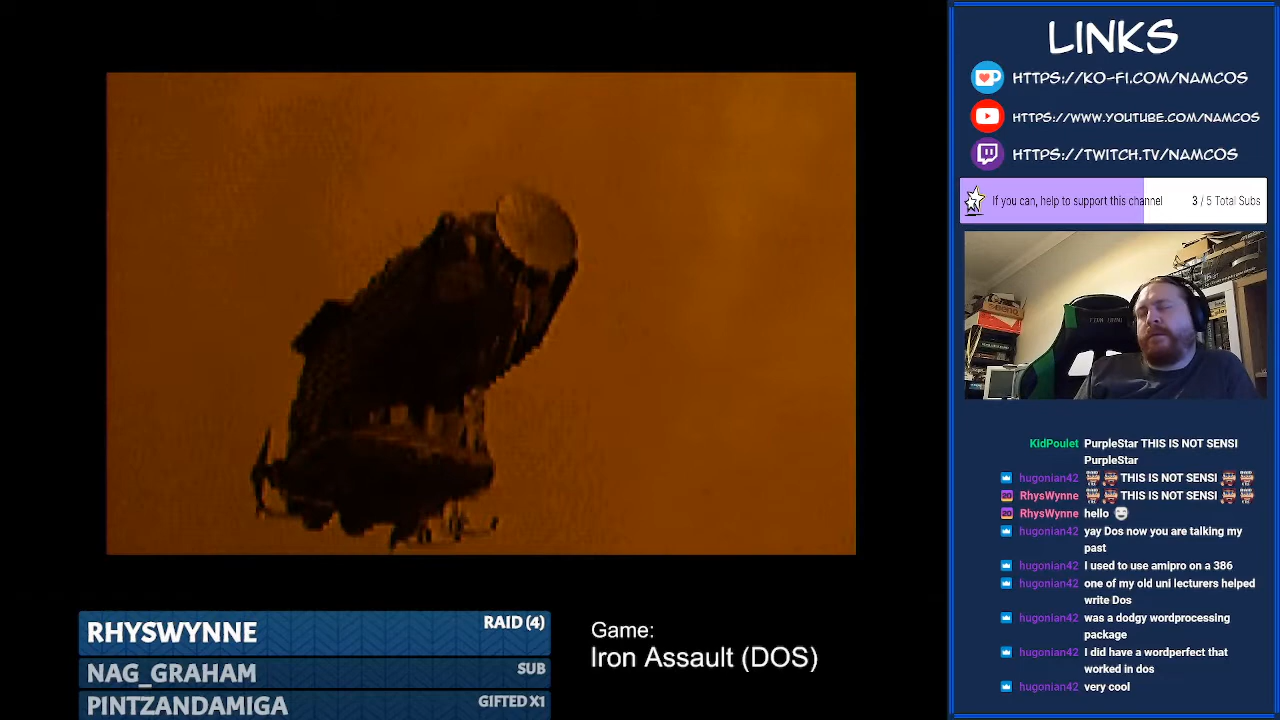 LINKS
HTTPS://KO-FI.COM/NAMCOS
HTTPS://WWW.YOUTUBE.COM/NAMCOS
HTTPS://TWITCH.TV/NAMCOS
If you can, help to support this channel 3 / 5 Total Subs
KidPoulet PurpleStar THIS IS NOT SENSI
PurpleStar
hugonian42 THIS IS NOT SENSI
RhysWynne THIS IS NOT SENSI
RhysWynne hello
hugonian42 yay Dos now you are talking my
past
hugonian42 I used to use amipro on a 386
hugonian42 one of my old uni lecturers helped
write Dos
hugonian42 was a dodgy wordprocessing
package
hugonian42 I did have a wordperfect that
worked in dos
hugonian42 very cool
RHYSWYNNE RAID (4)
NAG_GRAHAM SUB
PINTZANDAMIGA GIFTED X1
Game:
Iron Assault (DOS)